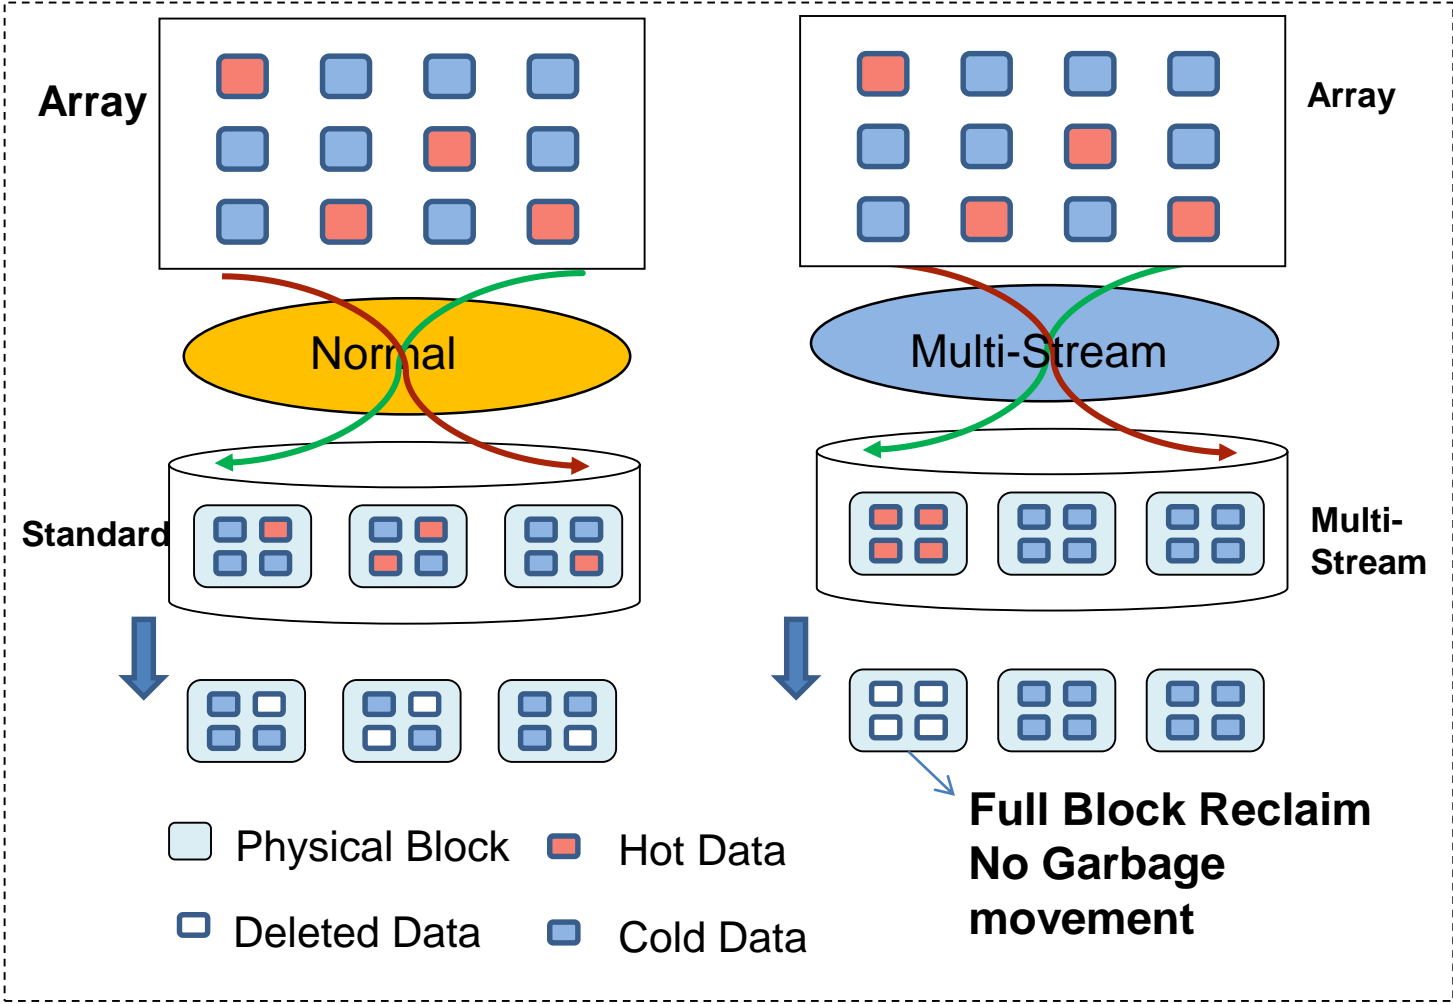 Array
Array
Normal
Multi-Stream
Standard
Multi-
Stream
Physical Block
Hot Data
Deleted Data
Cold Data
Full Block Reclaim
No Garbage
movement